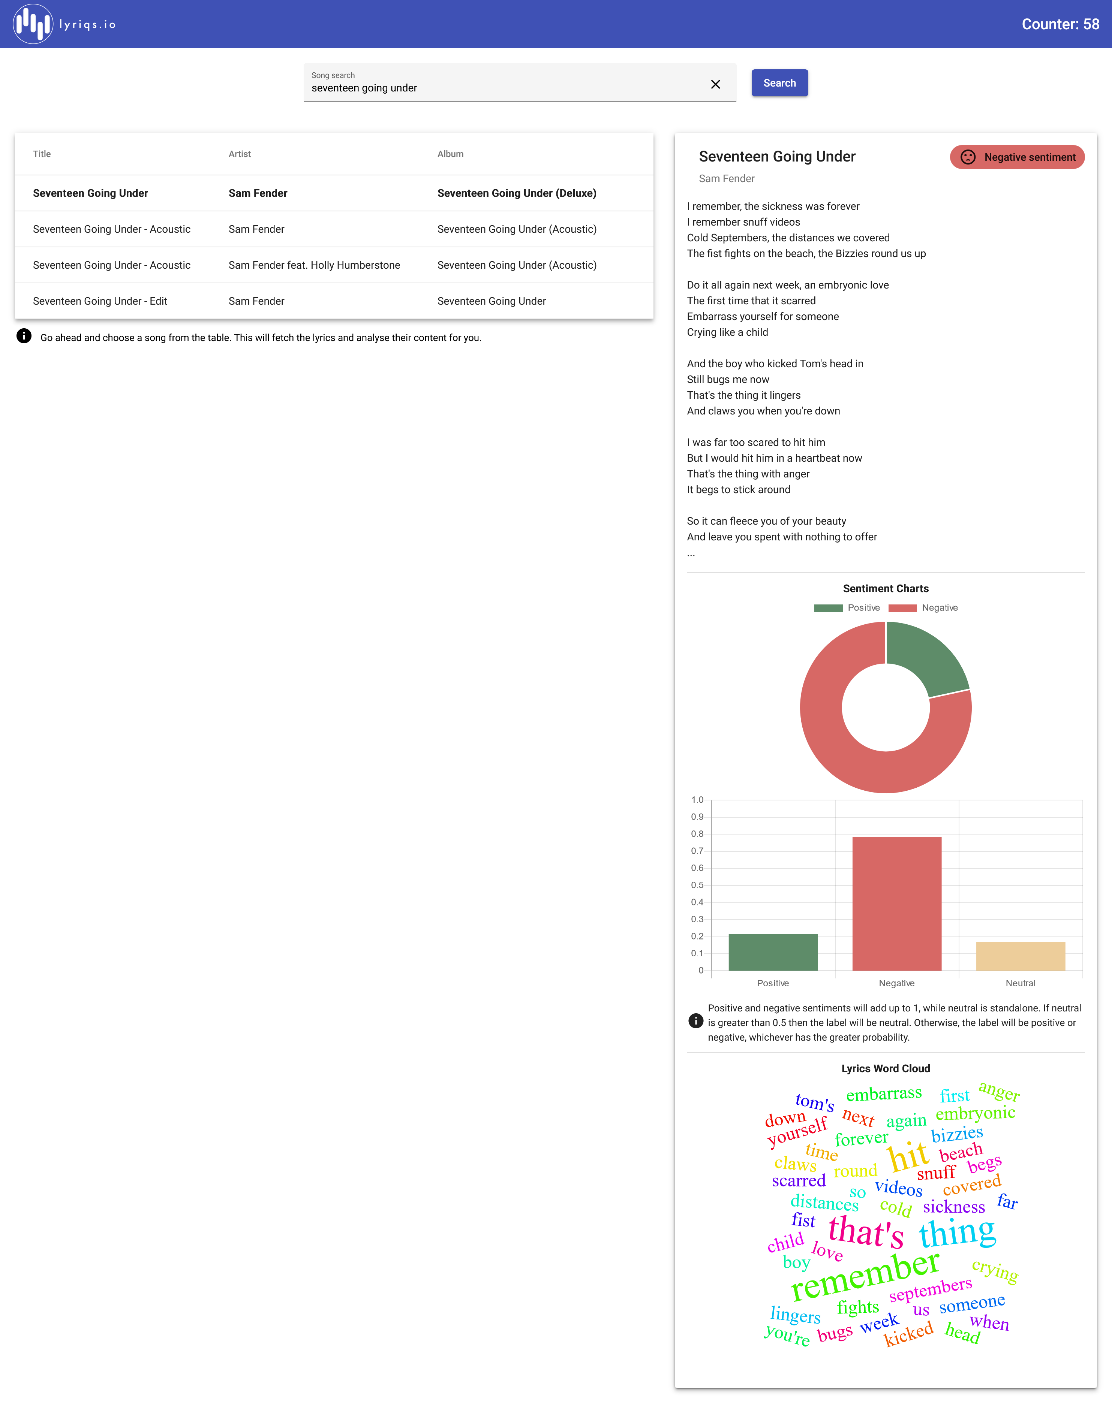 lyriqs.io
Counter: 58
Song search
seventeen going under
Search
Title Artist Album
Seventeen Going Under Sam Fender Seventeen Going Under (Deluxe)
Seventeen Going Under - Acoustic Sam Fender Seventeen Going Under (Acoustic)
Seventeen Going Under - Acoustic Sam Fender feat. Holly Humberstone Seventeen Going Under (Acoustic)
Seventeen Going Under - Edit Sam Fender Seventeen Going Under
Go ahead and choose a song from the table. This will fetch the lyrics and analyse their content for you.
Seventeen Going Under
Negative sentiment
Sam Fender
I remember, the sickness was forever
I remember snuff videos
Cold Septembers, the distances we covered
The fist fights on the beach, the Bizzies round us up
Do it all again next week, an embryonic love
The first time that it scarred
Embarrass yourself for someone
Crying like a child
And the boy who kicked Tom's head in
Still bugs me now
That's the thing it lingers
And claws you when you're down
I was far too scared to hit him
But I would hit him in a heartbeat now
That's the thing with anger
It begs to stick around
So it can fleece you of your beauty
And leave you spent with nothing to offer
...
Sentiment Charts
Positive Negative
1.0
0.9
0.8
0.7
0.6
0.5
0.4
0.3
0.2
0.1
0
Positive Negative Neutral
Positive and negative sentiments will add up to 1, while neutral is standalone. If neutral
is greater than 0.5 then the label will be neutral. Otherwise, the label will be positive or
negative, whichever has the greater probability.
Lyrics Word Cloud
tom's embarrass first anger
down next again embryonic
yourself forever bizzies
time hit beach
claws round snuff begs
scarred so videos covered
distances cold sickness far
fist that's thing
child love
boy remember crying
septembers
lingers fights us someone
you're bugs week kicked head when